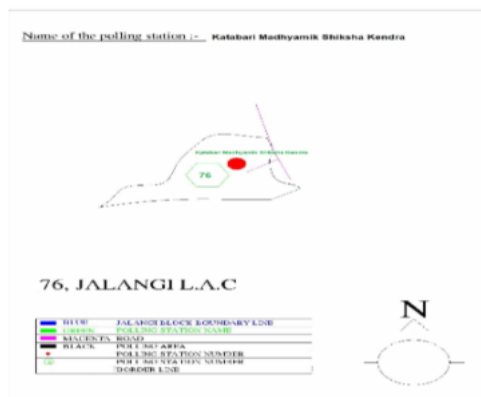 Name of the polling station :- Katabari Madhyamik Shiksha Kendra
Katabari Madhyamik Shiksha Kendra
76
76, JALANGI L.A.C
N
BLUE JALANGI BLOCK BOUNDARY LINE
GREEN POLLING STATION NAME
MAGENTA ROAD
BLACK POLLING AREA
POLLING STATION NUMBER
POLLING STATION NUMBER
BORDER LINE